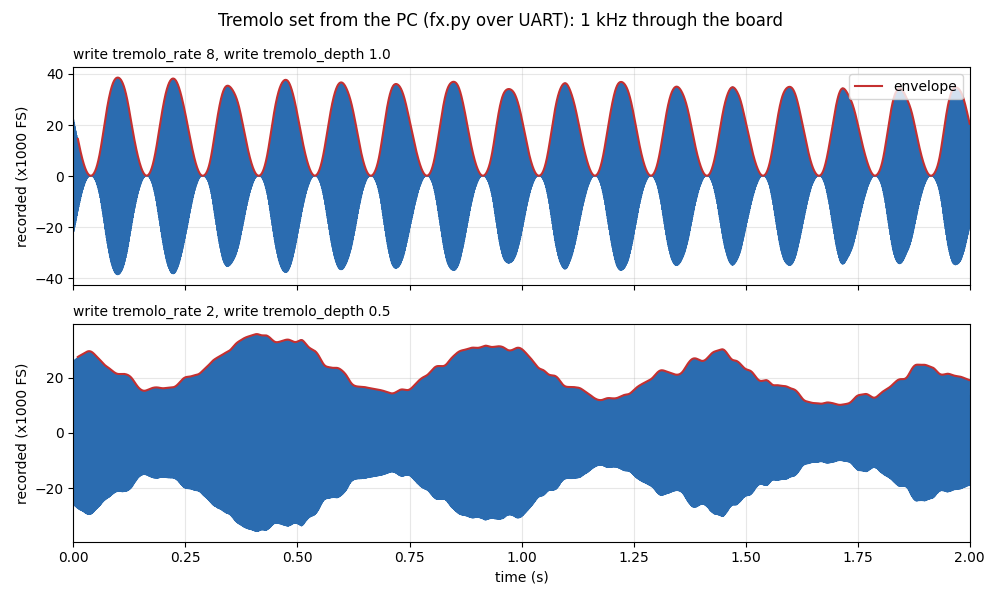 Tremolo set from the PC (fx.py over UART): 1 kHz through the board
write tremolo_rate 8, write tremolo_depth 1.0
envelope
recorded (x1000 FS)
40
20
0
−20
−40
write tremolo_rate 2, write tremolo_depth 0.5
recorded (x1000 FS)
20
0
−20
0.00 0.25 0.50 0.75 1.00 1.25 1.50 1.75 2.00
time (s)